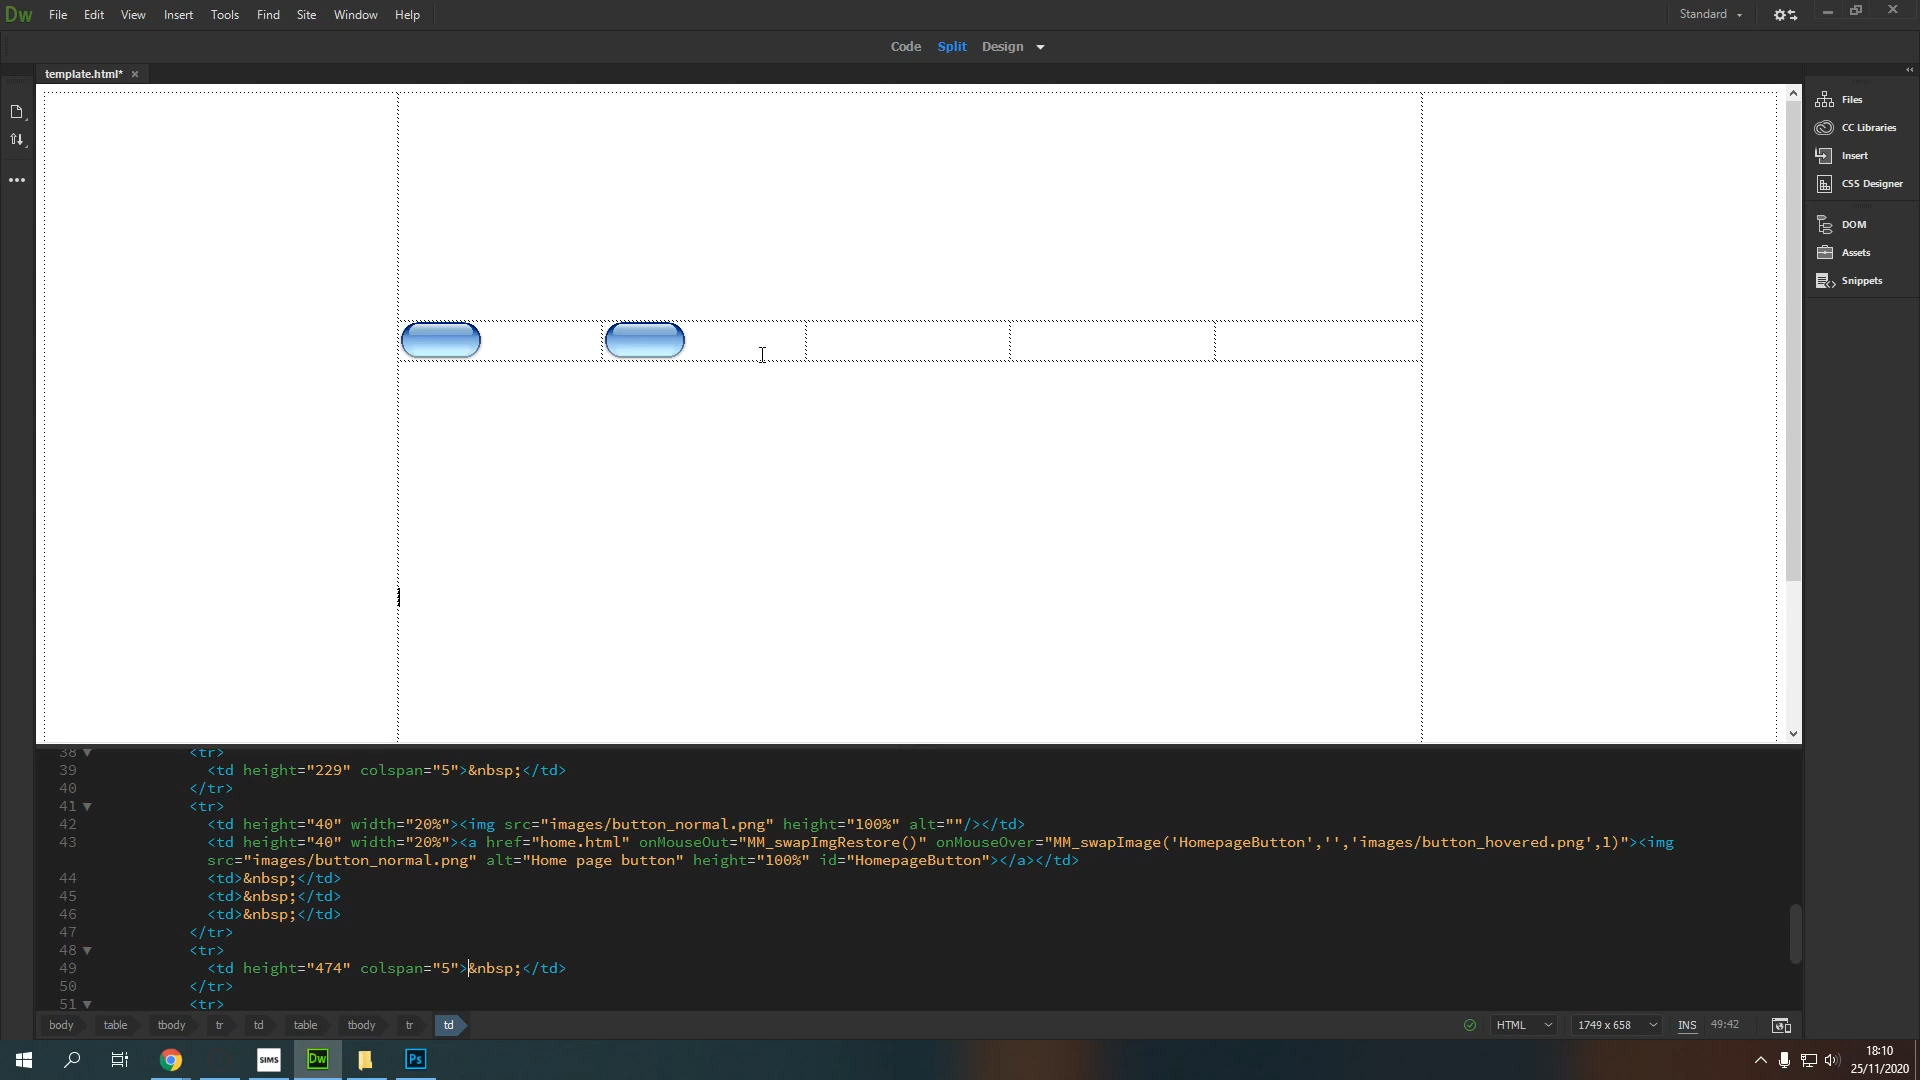 Dw File Edit View Insert Tools Find Site Window Help Standard
Code Split Design
template.html*
Files
CC Libraries
Insert
CSS Designer
DOM
Assets
Snippets
38 <tr>
39 <td height="229" colspan="5">&nbsp;</td>
40 </tr>
41 <tr>
42 <td height="40" width="20%"><img src="images/button_normal.png" height="100%" alt=""/></td>
43 <td height="40" width="20%"><a href="home.html" onMouseOut="MM_swapImgRestore()" onMouseOver="MM_swapImage('HomepageButton','','images/button_hovered.png',1)"><img
src="images/button_normal.png" alt="Home page button" height="100%" id="HomepageButton"></a></td>
44 <td>&nbsp;</td>
45 <td>&nbsp;</td>
46 <td>&nbsp;</td>
47 </tr>
48 <tr>
49 <td height="474" colspan="5">&nbsp;</td>
50 </tr>
51 <tr>
body table tbody tr td table tbody tr td HTML 1749 x 658 INS 49:42
SIMS Dw Ps 18:10
25/11/2020